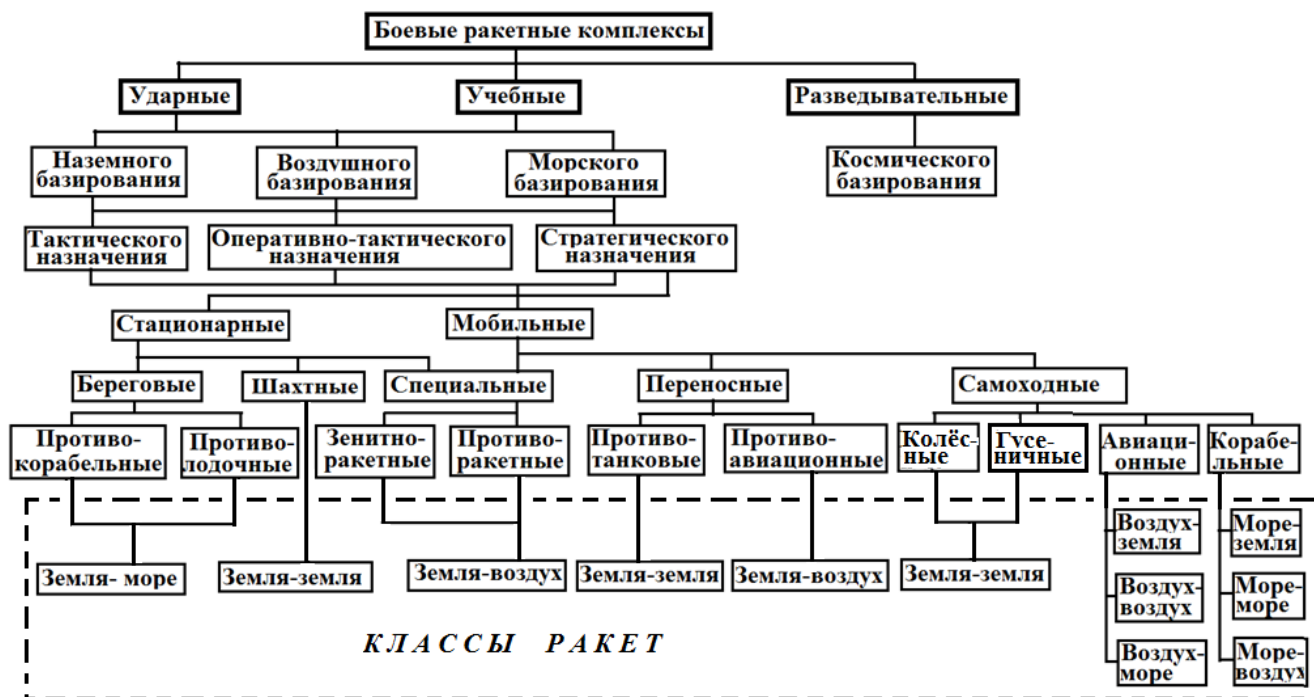 Боевые ракетные комплексы
Ударные
Учебные
Разведывательные
Наземного
базирования
Воздушного
базирования
Морского
базирования
Космического
базирования
Тактического
назначения
Оперативно-тактического
назначения
Стратегического
назначения
Стационарные
Мобильные
Береговые
Шахтные
Специальные
Переносные
Самоходные
Противо-
корабельные
Противо-
лодочные
Зенитно-
ракетные
Противо-
ракетные
Противо-
танковые
Противо-
авиационные
Колёс-
ные
Гусе-
ничные
Авиаци-
онные
Корабе-
льные
Земля- море
Земля-земля
Земля-воздух
Земля-земля
Земля-воздух
Земля-земля
Воздух-
земля
Море-
земля
Воздух-
воздух
Море-
море
Воздух-
море
Море-
воздух
КЛАССЫ РАКЕТ